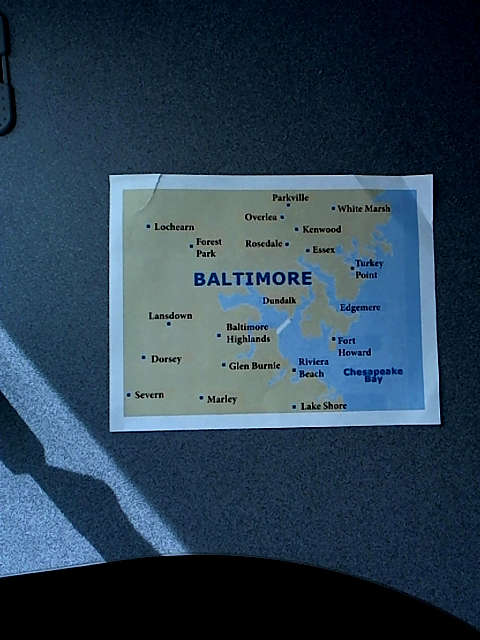 Parkville
White Marsh
Overlea
Lochearn
Kenwood
Forest
Park
Rosedale
Essex
Turkey
Point
BALTIMORE
Dundalk
Edgemere
Lansdown
Baltimore
Highlands
Fort
Howard
Dorsey
Glen Burnie
Riviera
Beach
Chesapeake
Bay
Severn
Marley
Lake Shore